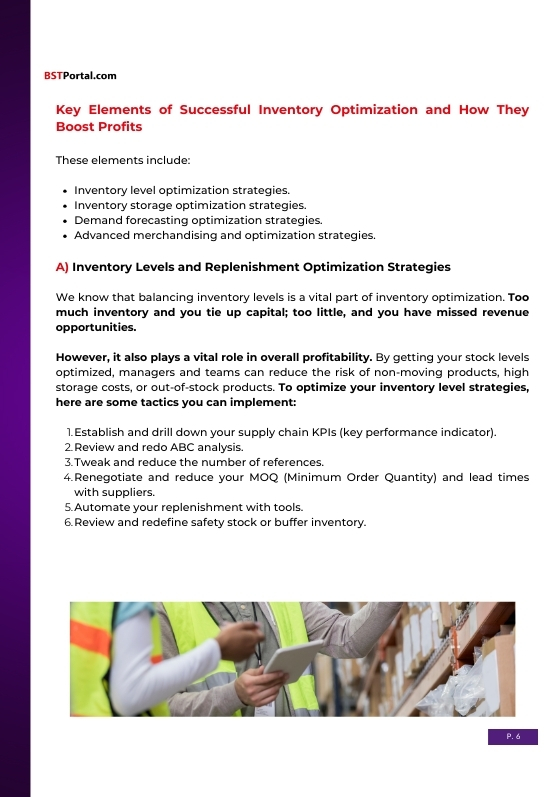 BSTPortal.com
Key Elements of Successful Inventory Optimization and How They
Boost Profits
These elements include:
• Inventory level optimization strategies.
• Inventory storage optimization strategies.
• Demand forecasting optimization strategies.
• Advanced merchandising and optimization strategies.
A) Inventory Levels and Replenishment Optimization Strategies
We know that balancing inventory levels is a vital part of inventory optimization. Too
much inventory and you tie up capital; too little, and you have missed revenue
opportunities.
However, it also plays a vital role in overall profitability. By getting your stock levels
optimized, managers and teams can reduce the risk of non-moving products, high
storage costs, or out-of-stock products. To optimize your inventory level strategies,
here are some tactics you can implement:
1. Establish and drill down your supply chain KPIs (key performance indicator).
2. Review and redo ABC analysis.
3. Tweak and reduce the number of references.
4. Renegotiate and reduce your MOQ (Minimum Order Quantity) and lead times
with suppliers.
5. Automate your replenishment with tools.
6. Review and redefine safety stock or buffer inventory.
P. 6